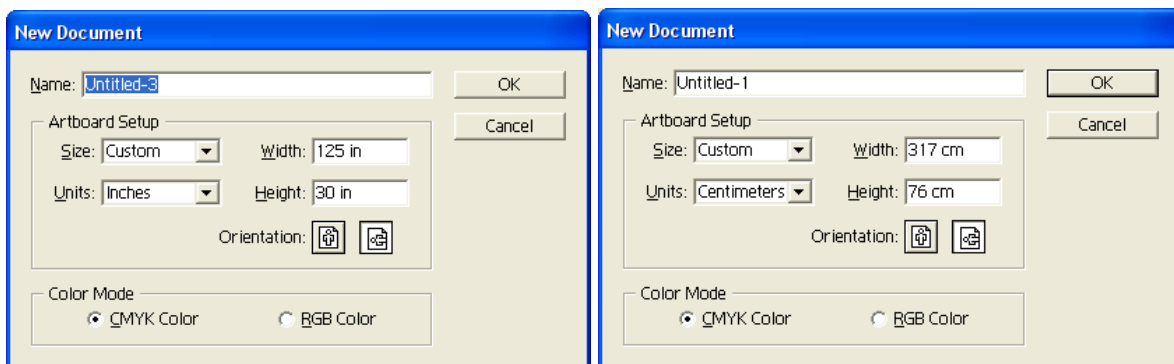 New Document
Name: Untitled-3
OK
Cancel
Artboard Setup
Size: Custom
Width: 125 in
Units: Inches
Height: 30 in
Orientation:
Color Mode
CMYK Color
RGB Color
New Document
Name: Untitled-1
OK
Cancel
Artboard Setup
Size: Custom
Width: 317 cm
Units: Centimeters
Height: 76 cm
Orientation:
Color Mode
CMYK Color
RGB Color